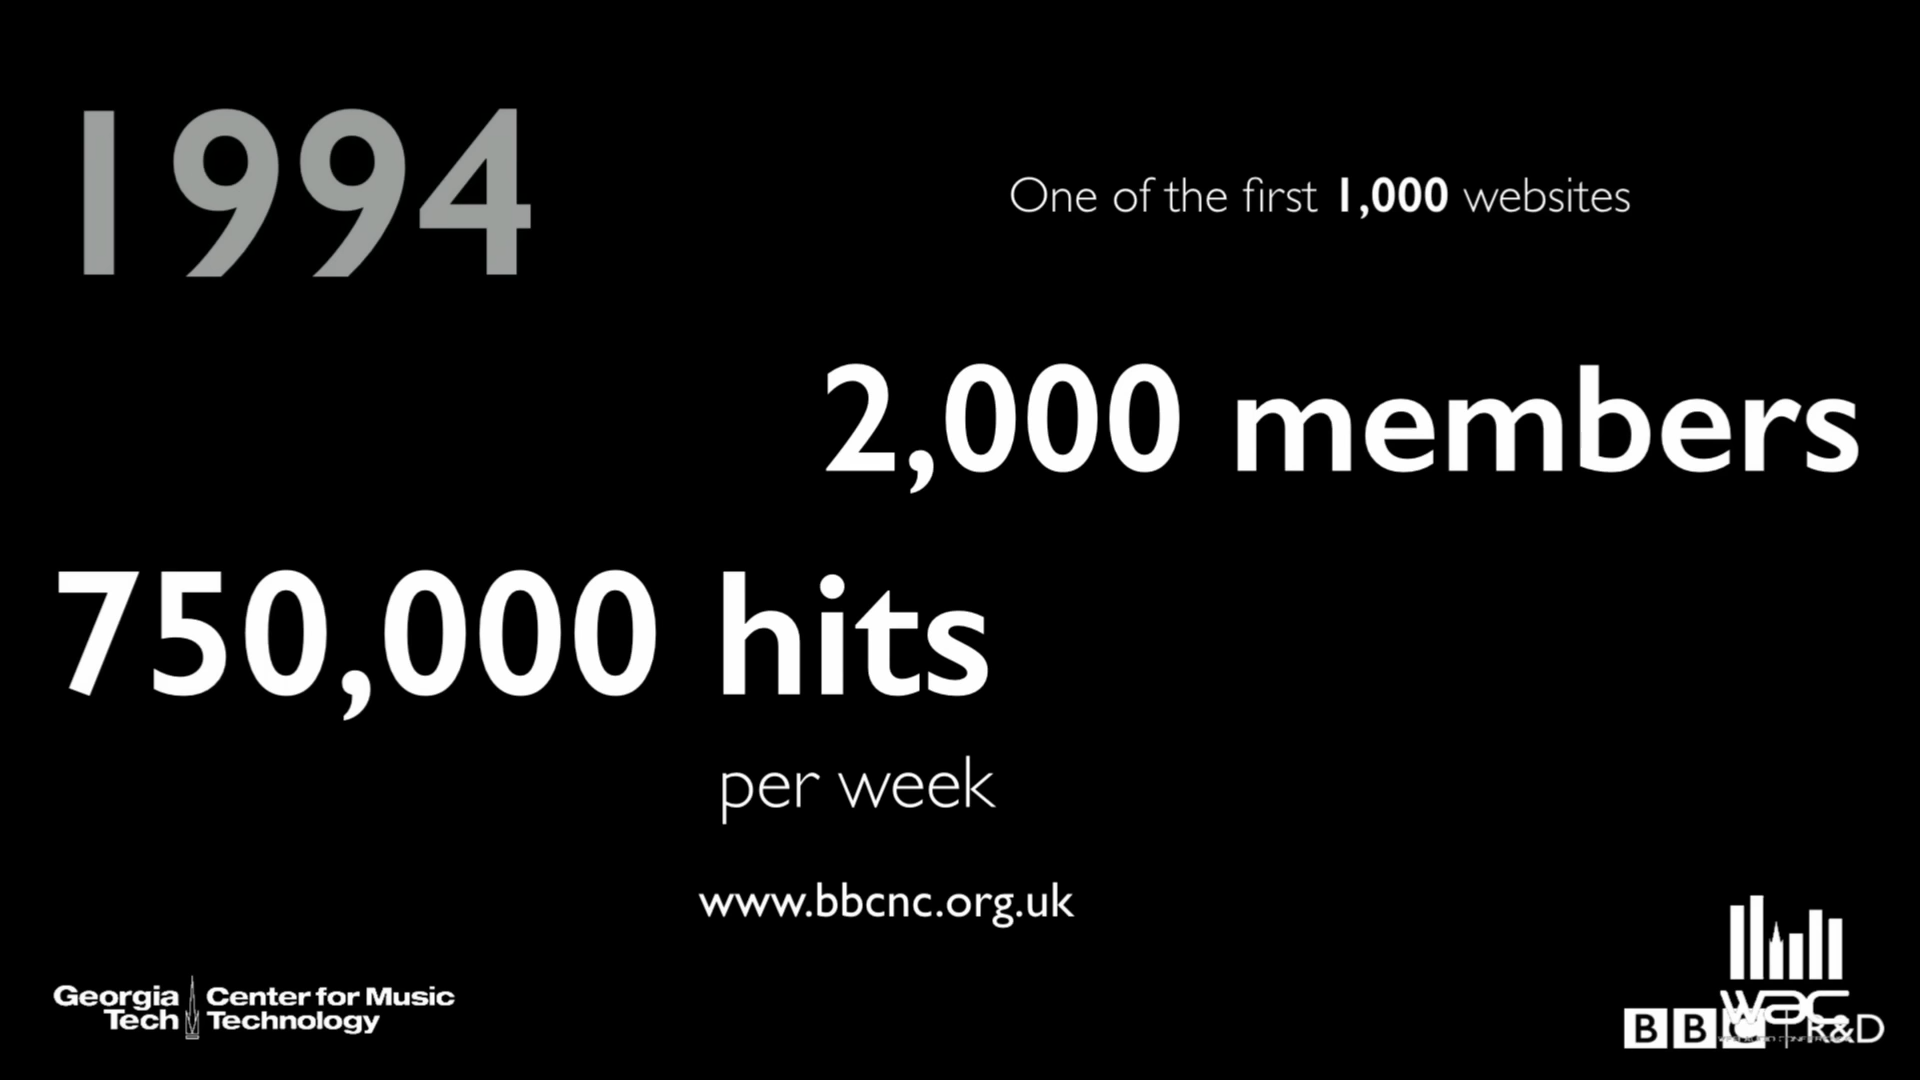 1994
One of the first 1,000 websites
2,000 members
750,000 hits
per week
www.bbcnc.org.uk
Georgia Tech
Center for Music Technology
wac
BBC R&D